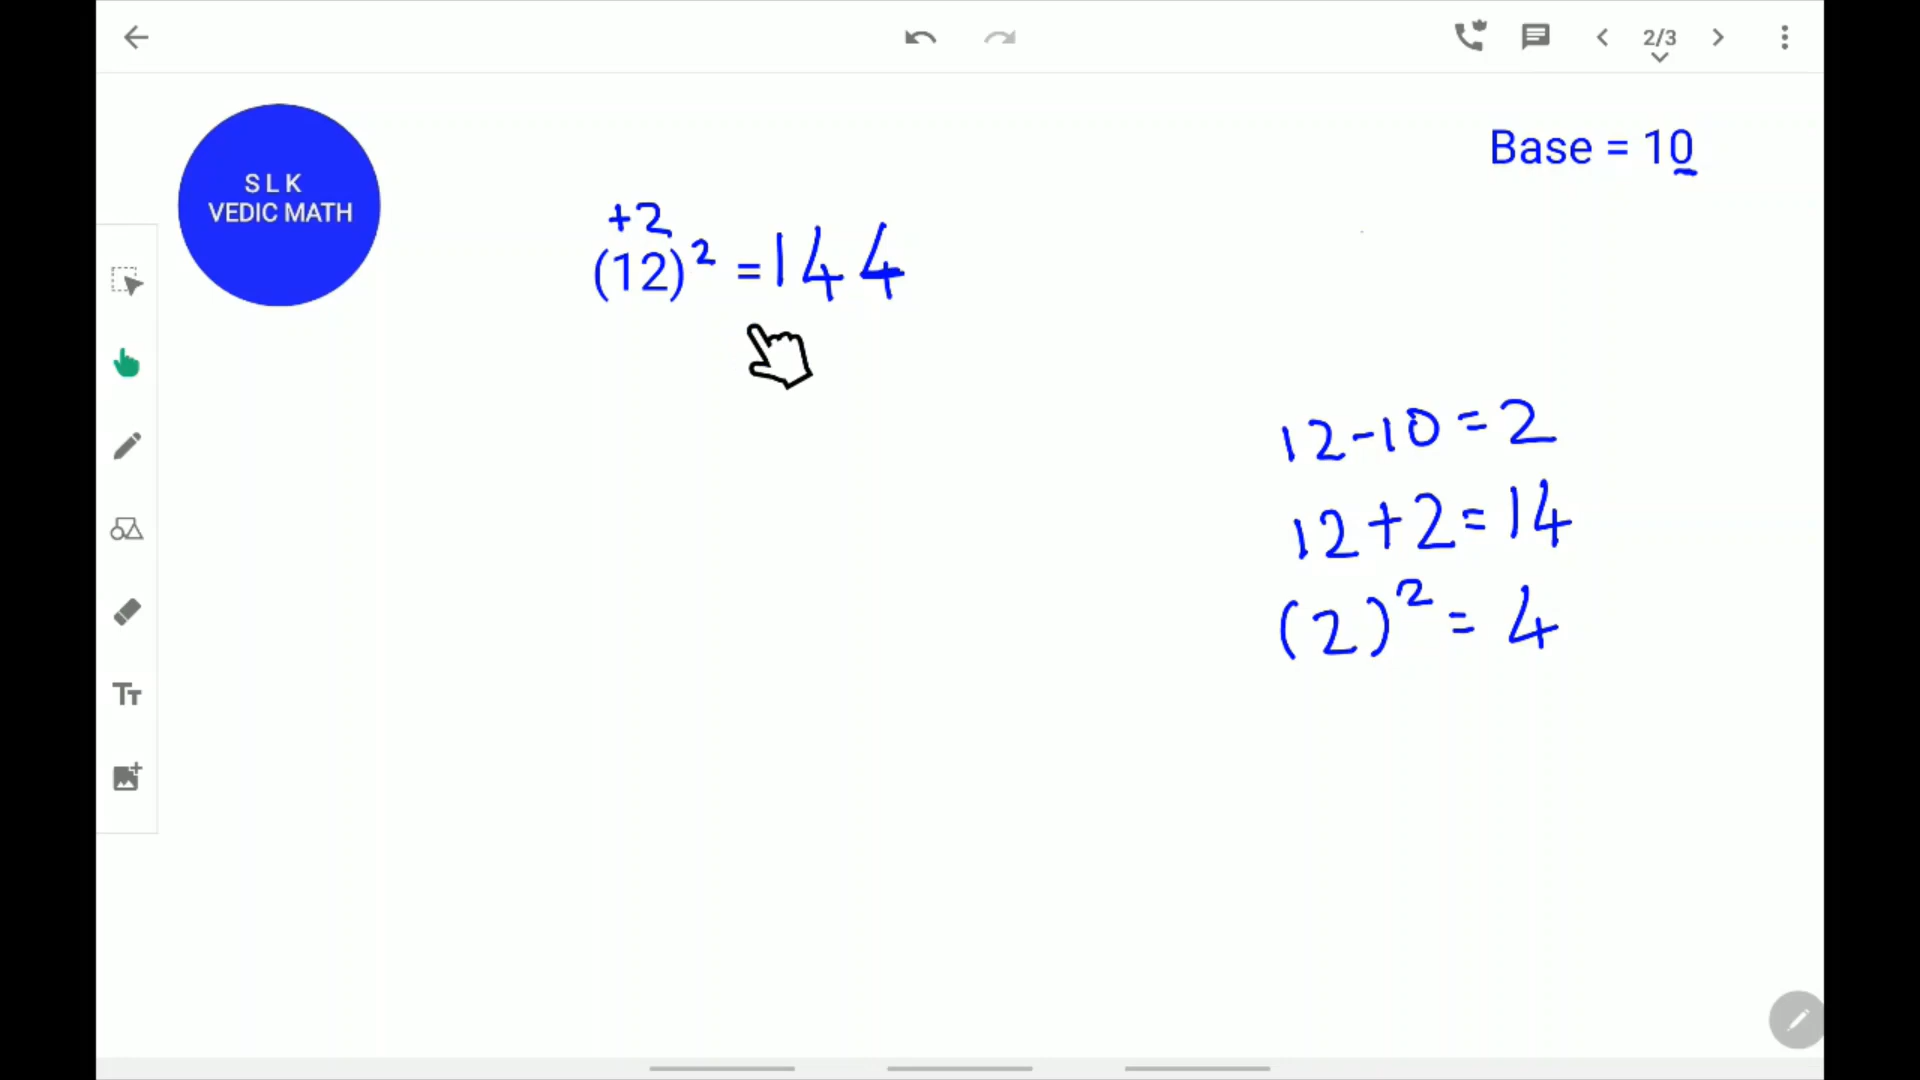 2/3
S L K
VEDIC MATH
Base = 10
+2
(12)² = 144
12-10=2
12+2=14
(2)² = 4
TT